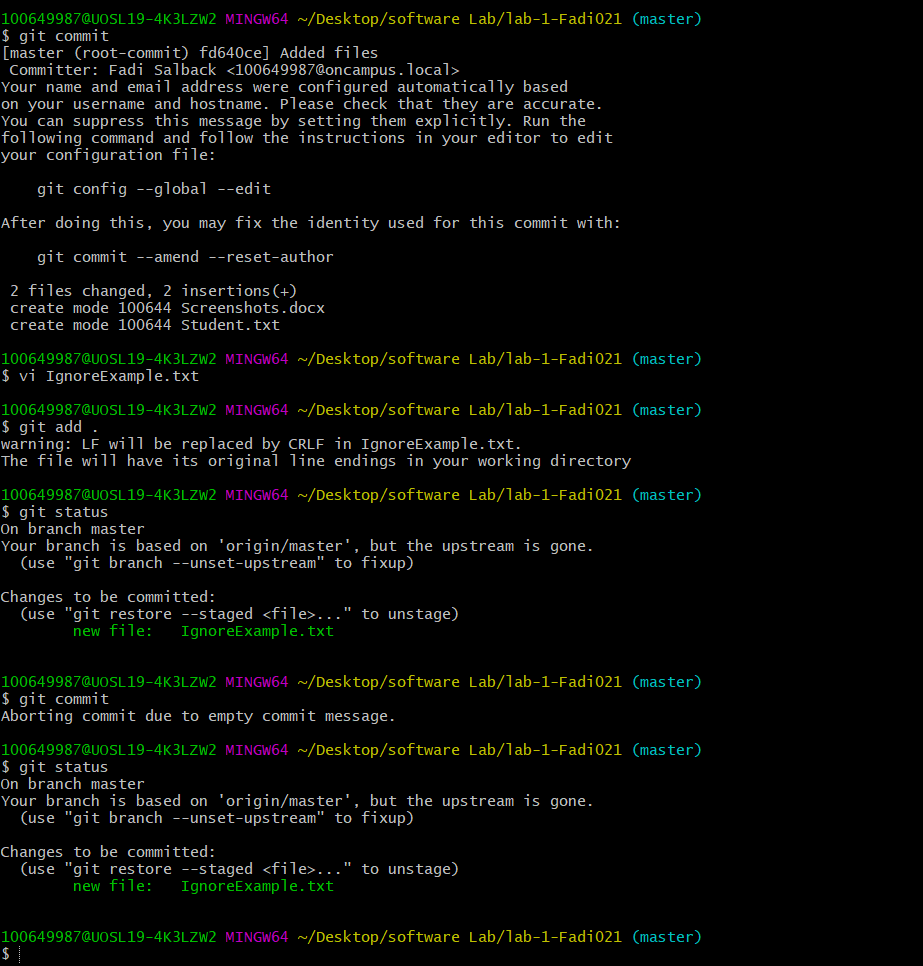 100649987@UOSL19-4K3LZW2 MINGW64 ~/Desktop/software Lab/lab-1-Fadi021 (master)
$ git commit
[master (root-commit) fd640ce] Added files
 Committer: Fadi Salback <100649987@oncampus.local>
Your name and email address were configured automatically based
on your username and hostname. Please check that they are accurate.
You can suppress this message by setting them explicitly. Run the
following command and follow the instructions in your editor to edit
your configuration file:

    git config --global --edit

After doing this, you may fix the identity used for this commit with:

    git commit --amend --reset-author

 2 files changed, 2 insertions(+)
 create mode 100644 Screenshots.docx
 create mode 100644 Student.txt

100649987@UOSL19-4K3LZW2 MINGW64 ~/Desktop/software Lab/lab-1-Fadi021 (master)
$ vi IgnoreExample.txt

100649987@UOSL19-4K3LZW2 MINGW64 ~/Desktop/software Lab/lab-1-Fadi021 (master)
$ git add .
warning: LF will be replaced by CRLF in IgnoreExample.txt.
The file will have its original line endings in your working directory

100649987@UOSL19-4K3LZW2 MINGW64 ~/Desktop/software Lab/lab-1-Fadi021 (master)
$ git status
On branch master
Your branch is based on 'origin/master', but the upstream is gone.
  (use "git branch --unset-upstream" to fixup)

Changes to be committed:
  (use "git restore --staged <file>..." to unstage)
        new file:   IgnoreExample.txt


100649987@UOSL19-4K3LZW2 MINGW64 ~/Desktop/software Lab/lab-1-Fadi021 (master)
$ git commit
Aborting commit due to empty commit message.

100649987@UOSL19-4K3LZW2 MINGW64 ~/Desktop/software Lab/lab-1-Fadi021 (master)
$ git status
On branch master
Your branch is based on 'origin/master', but the upstream is gone.
  (use "git branch --unset-upstream" to fixup)

Changes to be committed:
  (use "git restore --staged <file>..." to unstage)
        new file:   IgnoreExample.txt


100649987@UOSL19-4K3LZW2 MINGW64 ~/Desktop/software Lab/lab-1-Fadi021 (master)
$